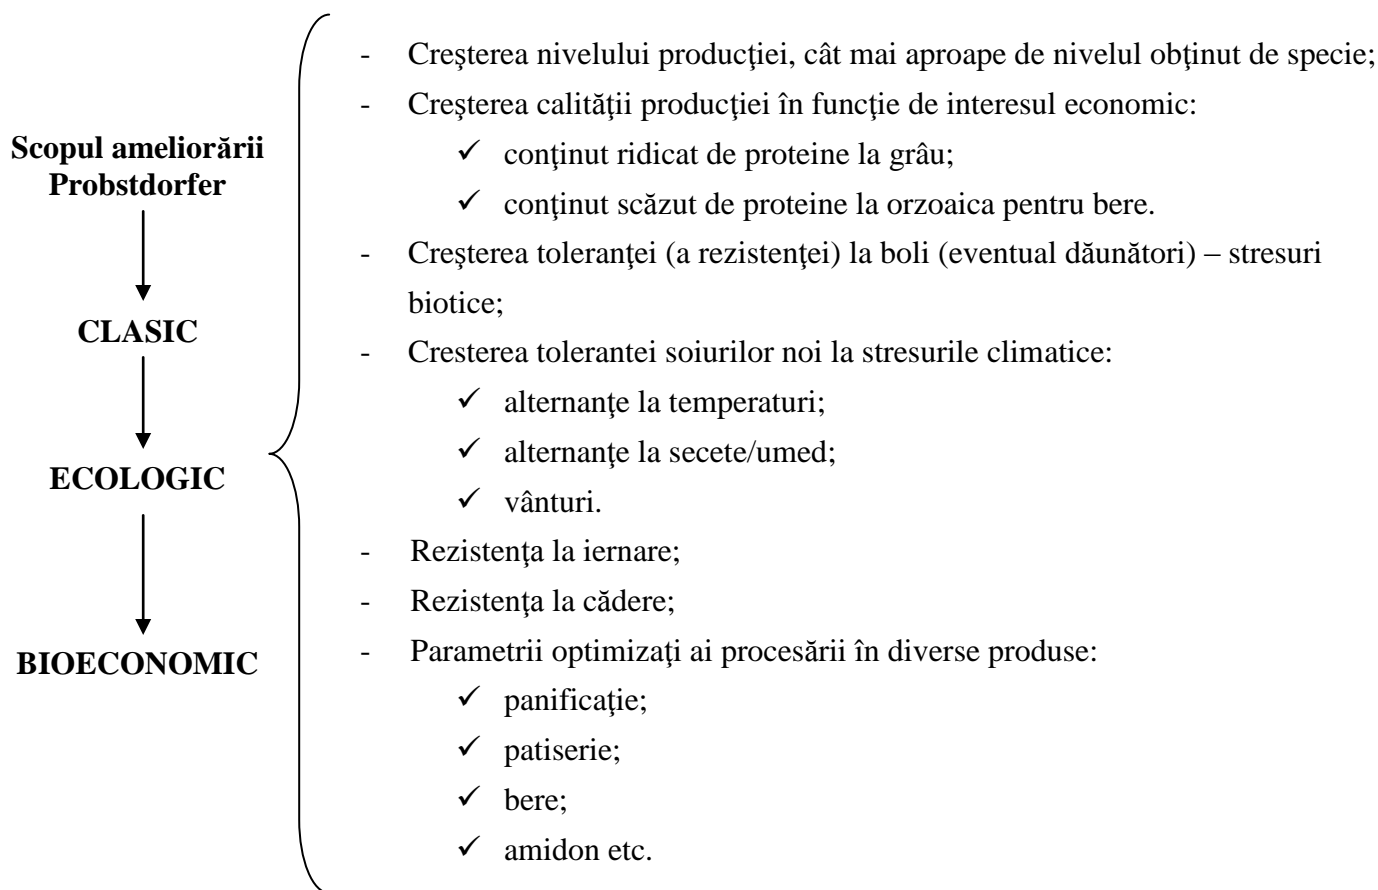 Scopul ameliorării
Probstdorfer
CLASIC
ECOLOGIC
BIOECONOMIC
- Creşterea nivelului producţiei, cât mai aproape de nivelul obţinut de specie;
- Creşterea calităţii producţiei în funcţie de interesul economic:
✓ conţinut ridicat de proteine la grâu;
✓ conţinut scăzut de proteine la orzoaica pentru bere.
- Creşterea toleranţei (a rezistenţei) la boli (eventual dăunători) – stresuri
biotice;
- Cresterea tolerantei soiurilor noi la stresurile climatice:
✓ alternanţe la temperaturi;
✓ alternanţe la secete/umed;
✓ vânturi.
- Rezistenţa la iernare;
- Rezistenţa la cădere;
- Parametrii optimizaţi ai procesării în diverse produse:
✓ panificaţie;
✓ patiserie;
✓ bere;
✓ amidon etc.